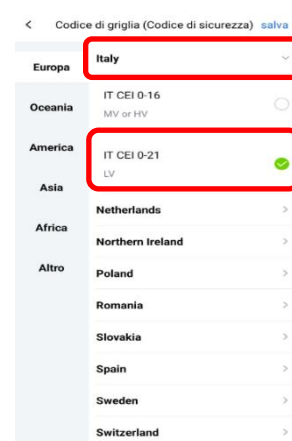 Codice di griglia (Codice di sicurezza) salva
Europa
Oceania
America
Asia
Africa
Altro
Italy
IT CEI 0-16
MV or HV
IT CEI 0-21
LV
Netherlands
Northern Ireland
Poland
Romania
Slovakia
Spain
Sweden
Switzerland